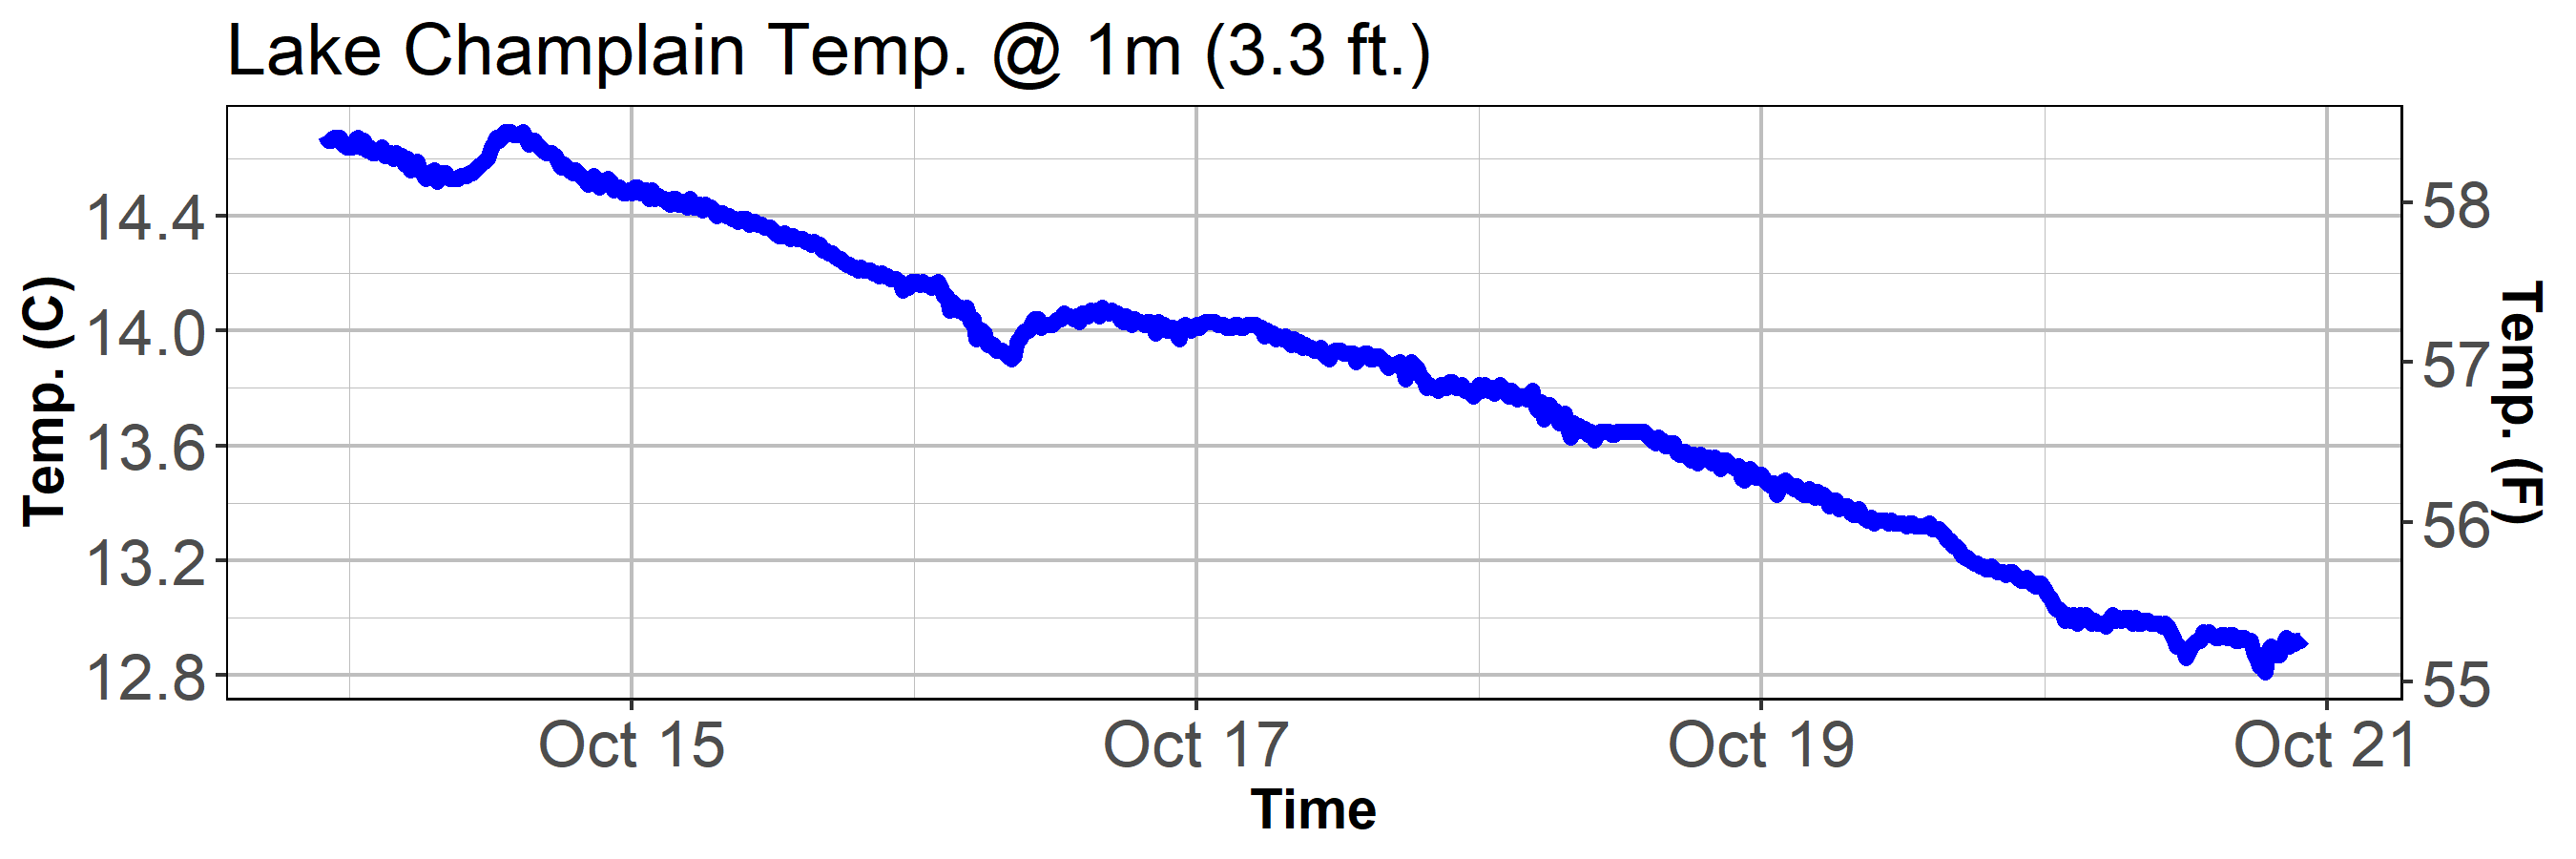 Lake Champlain Temp. @ 1m (3.3 ft.)
Temp. (C)
14.4
14.0
13.6
13.2
12.8
58
57
56
55
Temp. (F)
Oct 15 Oct 17 Oct 19 Oct 21
Time